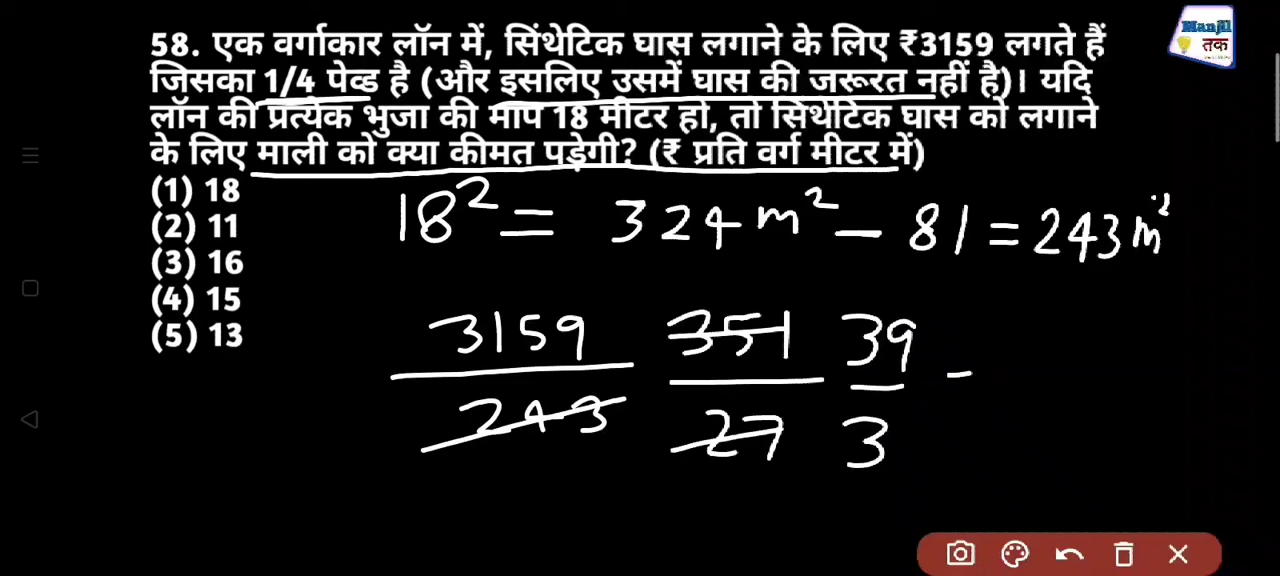 Manjil
तक
58. एक वर्गाकार लॉन में, सिंथेटिक घास लगाने के लिए ₹3159 लगते हैं
जिसका 1/4 पेव्ड है (और इसलिए उसमें घास की जरूरत नहीं है)। यदि
लॉन की प्रत्येक भुजा की माप 18 मीटर हो, तो सिंथेटिक घास को लगाने
के लिए माली को क्या कीमत पड़ेगी? (₹ प्रति वर्ग मीटर में)
(1) 18
(2) 11
(3) 16
(4) 15
(5) 13
18² = 324m² - 81 = 243m²
3159 351 39 -
243 27 3